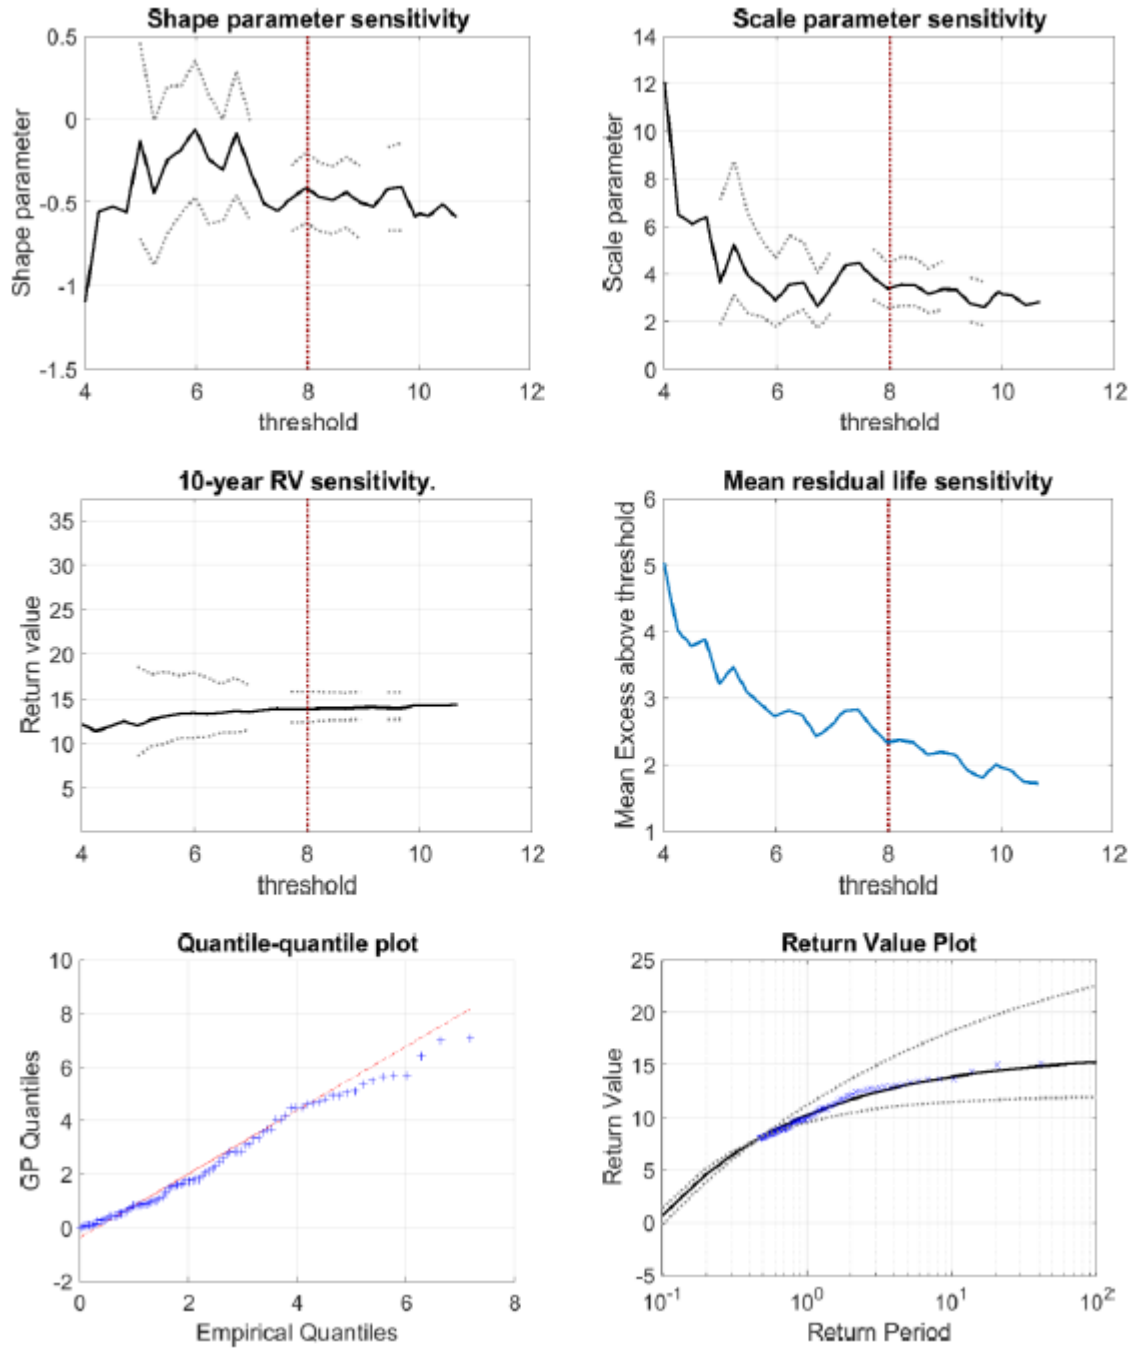 Shape parameter sensitivity
0.5
0
-0.5
-1
-1.5
Shape parameter
4 6 8 10 12
threshold
Scale parameter sensitivity
14
12
10
8
6
4
2
0
Scale parameter
4 6 8 10 12
threshold
10-year RV sensitivity.
35
30
25
20
15
10
5
Return value
4 6 8 10 12
threshold
Mean residual life sensitivity
6
5
4
3
2
1
Mean Excess above threshold
4 6 8 10 12
threshold
Quantile-quantile plot
10
8
6
4
2
0
-2
GP Quantiles
0 2 4 6 8
Empirical Quantiles
Return Value Plot
25
20
15
10
5
0
-5
Return Value
10-1 100 101 102
Return Period